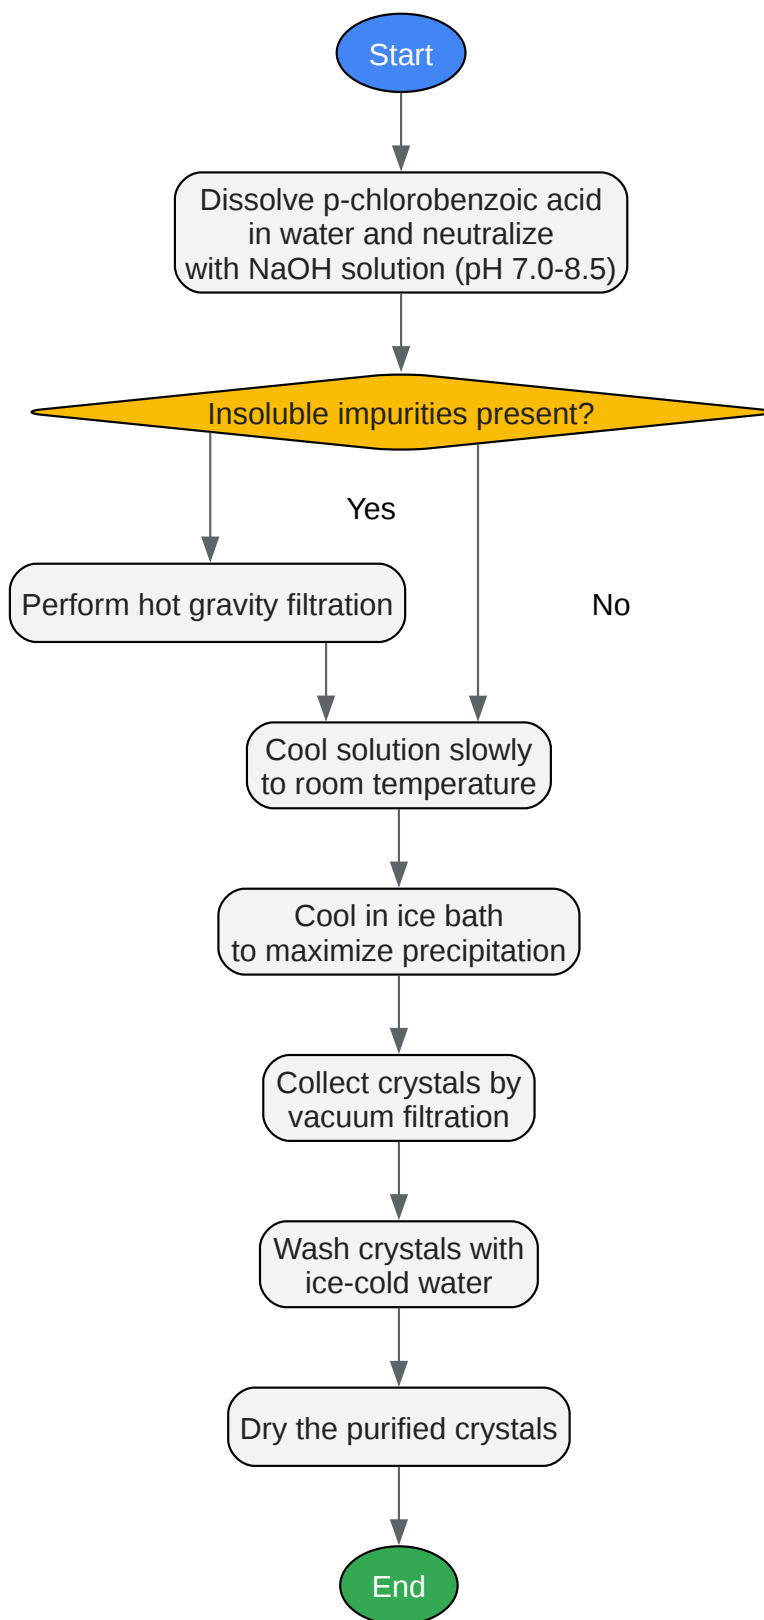 Start
Dissolve p-chlorobenzoic acid
in water and neutralize
with NaOH solution (pH 7.0-8.5)
Insoluble impurities present?
Yes
Perform hot gravity filtration
No
Cool solution slowly
to room temperature
Cool in ice bath
to maximize precipitation
Collect crystals by
vacuum filtration
Wash crystals with
ice-cold water
Dry the purified crystals
End